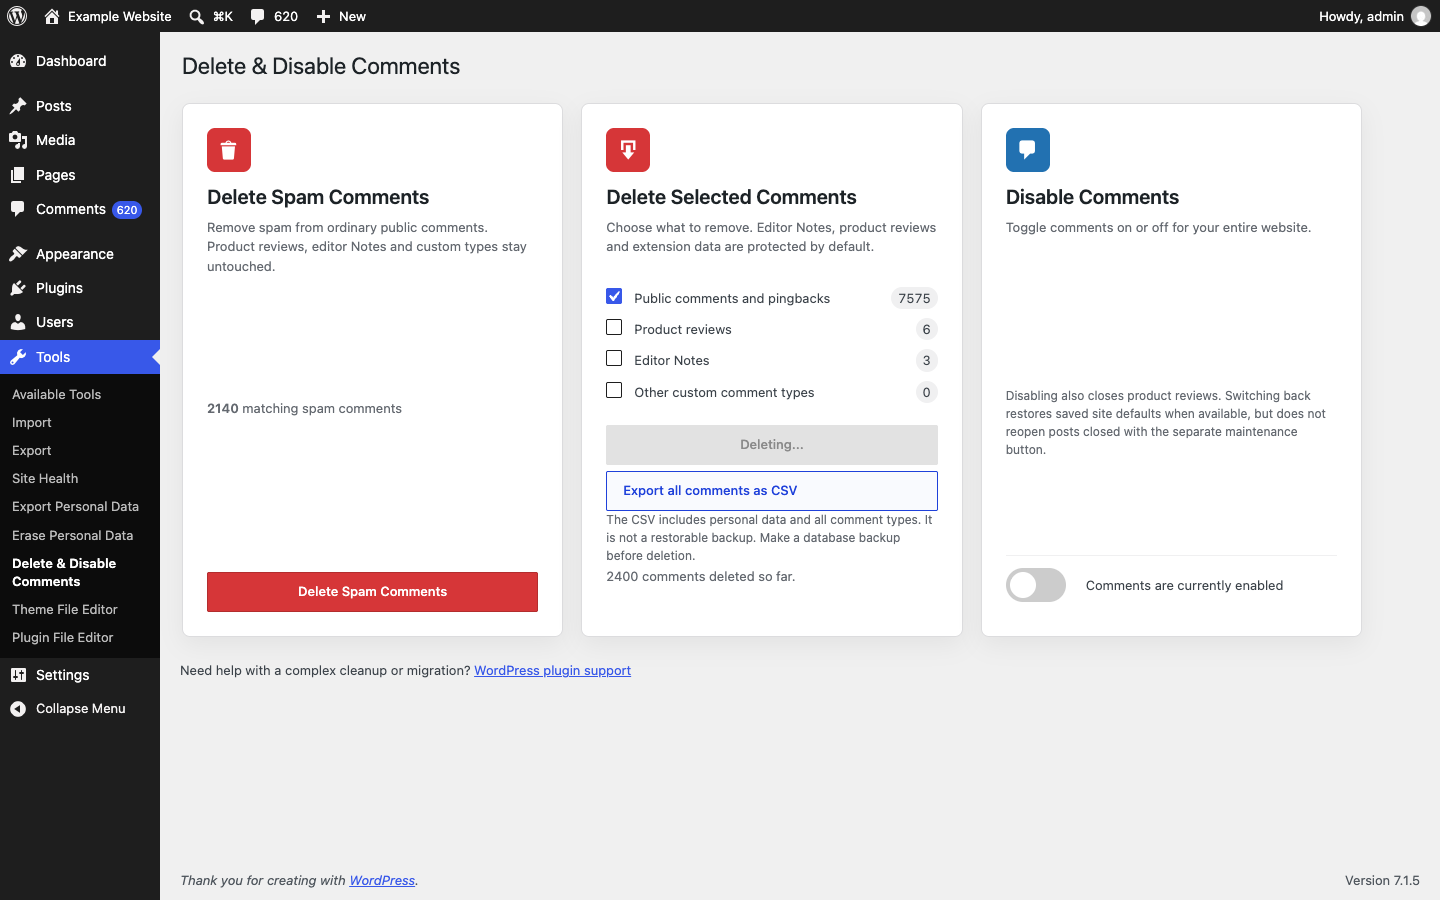 Example Website
⌘K
620
New
Howdy, admin
Dashboard
Posts
Media
Pages
Comments 620
Appearance
Plugins
Users
Tools
Available Tools
Import
Export
Site Health
Export Personal Data
Erase Personal Data
Delete & Disable
Comments
Theme File Editor
Plugin File Editor
Settings
Collapse Menu
Delete & Disable Comments
Delete Spam Comments
Remove spam from ordinary public comments.
Product reviews, editor Notes and custom types stay
untouched.
2140 matching spam comments
Delete Spam Comments
Delete Selected Comments
Choose what to remove. Editor Notes, product reviews
and extension data are protected by default.
Public comments and pingbacks 7575
Product reviews 6
Editor Notes 3
Other custom comment types 0
Deleting...
Export all comments as CSV
The CSV includes personal data and all comment types. It
is not a restorable backup. Make a database backup
before deletion.
2400 comments deleted so far.
Disable Comments
Toggle comments on or off for your entire website.
Disabling also closes product reviews. Switching back
restores saved site defaults when available, but does not
reopen posts closed with the separate maintenance
button.
Comments are currently enabled
Need help with a complex cleanup or migration? WordPress plugin support
Thank you for creating with WordPress.
Version 7.1.5